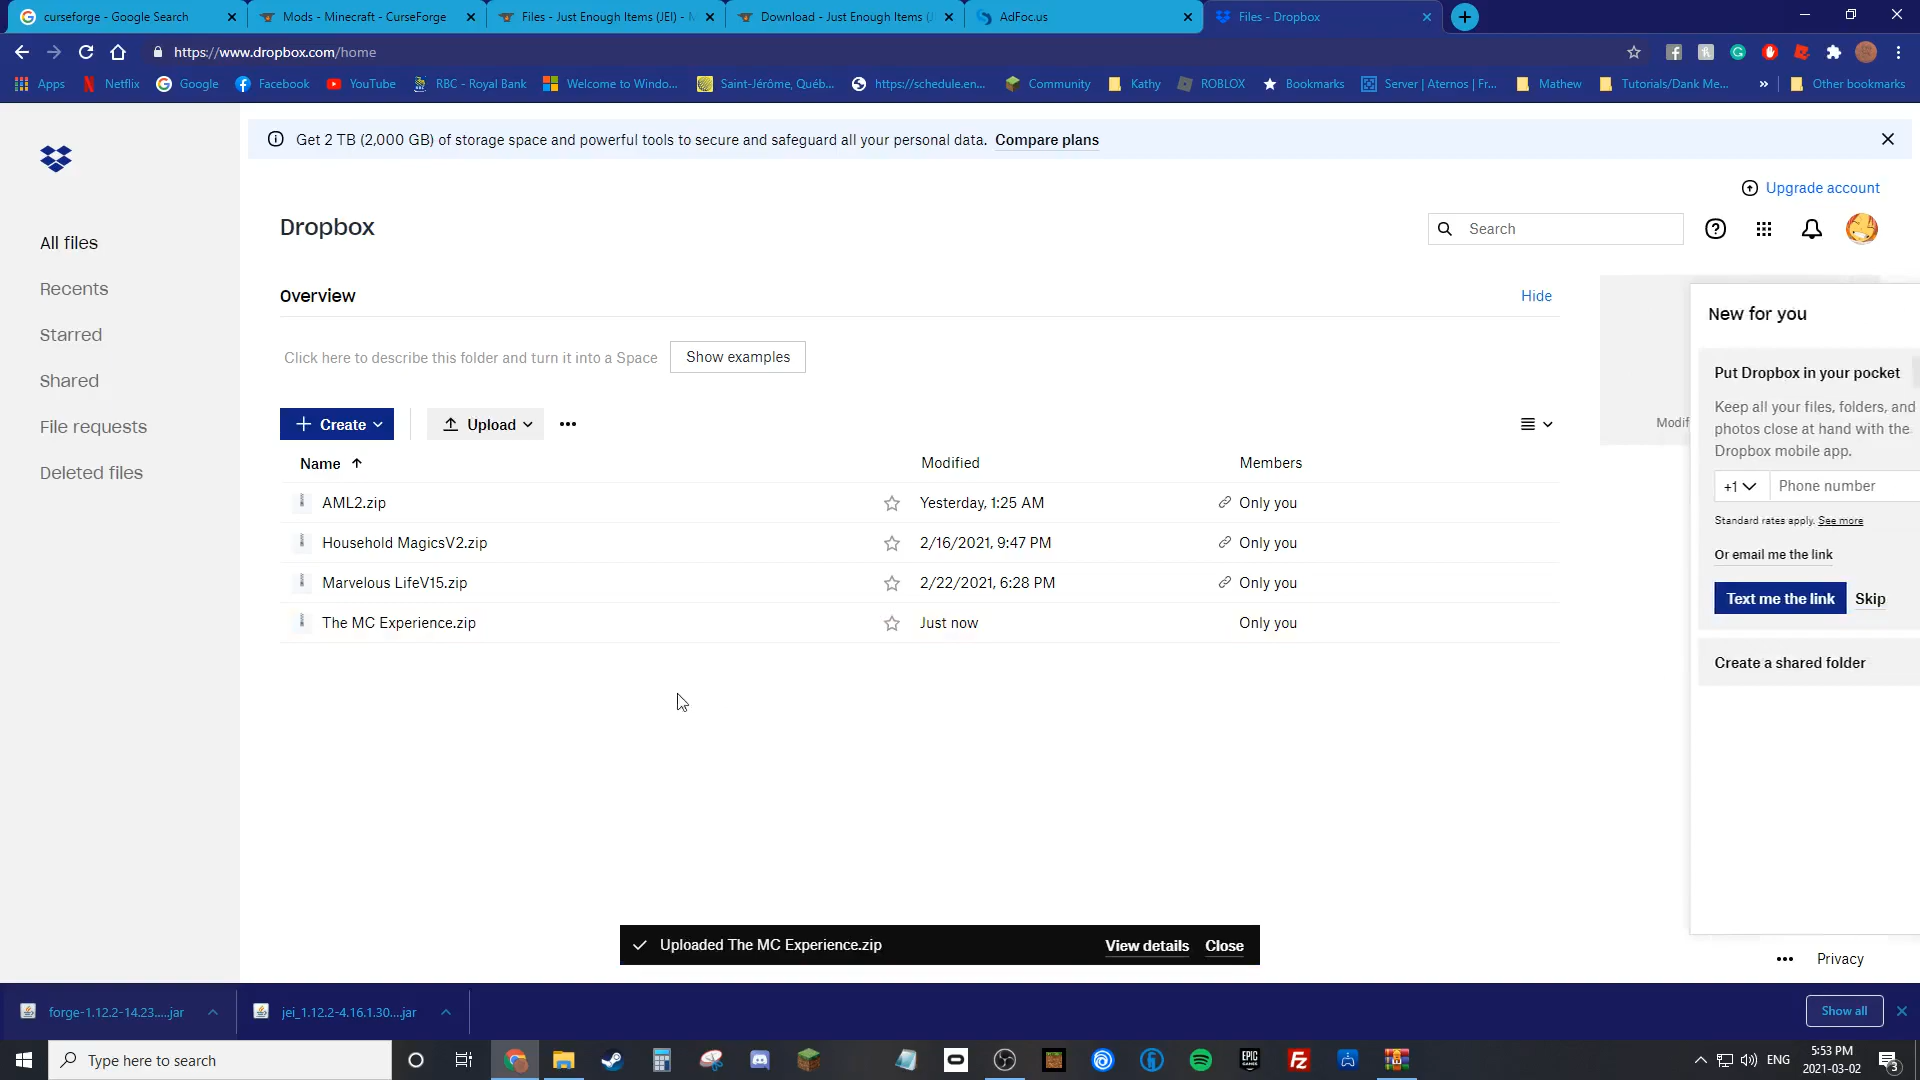 curseforge - Google Search
Mods - Minecraft - CurseForge
Files - Just Enough Items (JEI) - M
Download - Just Enough Items (J
AdFoc.us
Files - Dropbox
https://www.dropbox.com/home
Apps
Netflix
Google
Facebook
YouTube
RBC - Royal Bank
Welcome to Windo...
Saint-Jérôme, Québ...
https://schedule.en...
Community
Kathy
ROBLOX
Bookmarks
Server | Aternos | Fr...
Mathew
Tutorials/Dank Me...
»
Other bookmarks
Get 2 TB (2,000 GB) of storage space and powerful tools to secure and safeguard all your personal data. Compare plans
Upgrade account
Dropbox
Search
All files
Recents
Starred
Shared
File requests
Deleted files
Overview
Hide
Click here to describe this folder and turn it into a Space
Show examples
Create
Upload
Name
Modified
Members
AML2.zip
Yesterday, 1:25 AM
Only you
Household MagicsV2.zip
2/16/2021, 9:47 PM
Only you
Marvelous LifeV15.zip
2/22/2021, 6:28 PM
Only you
The MC Experience.zip
Just now
Only you
Modif
New for you
Put Dropbox in your pocket
Keep all your files, folders, and
photos close at hand with the
Dropbox mobile app.
+1
Phone number
Standard rates apply. See more
Or email me the link
Text me the link
Skip
Create a shared folder
Uploaded The MC Experience.zip
View details
Close
Privacy
forge-1.12.2-14.23.....jar
jei_1.12.2-4.16.1.30....jar
Show all
Type here to search
EPIC
GAMES
ENG
5:53 PM
2021-03-02
3